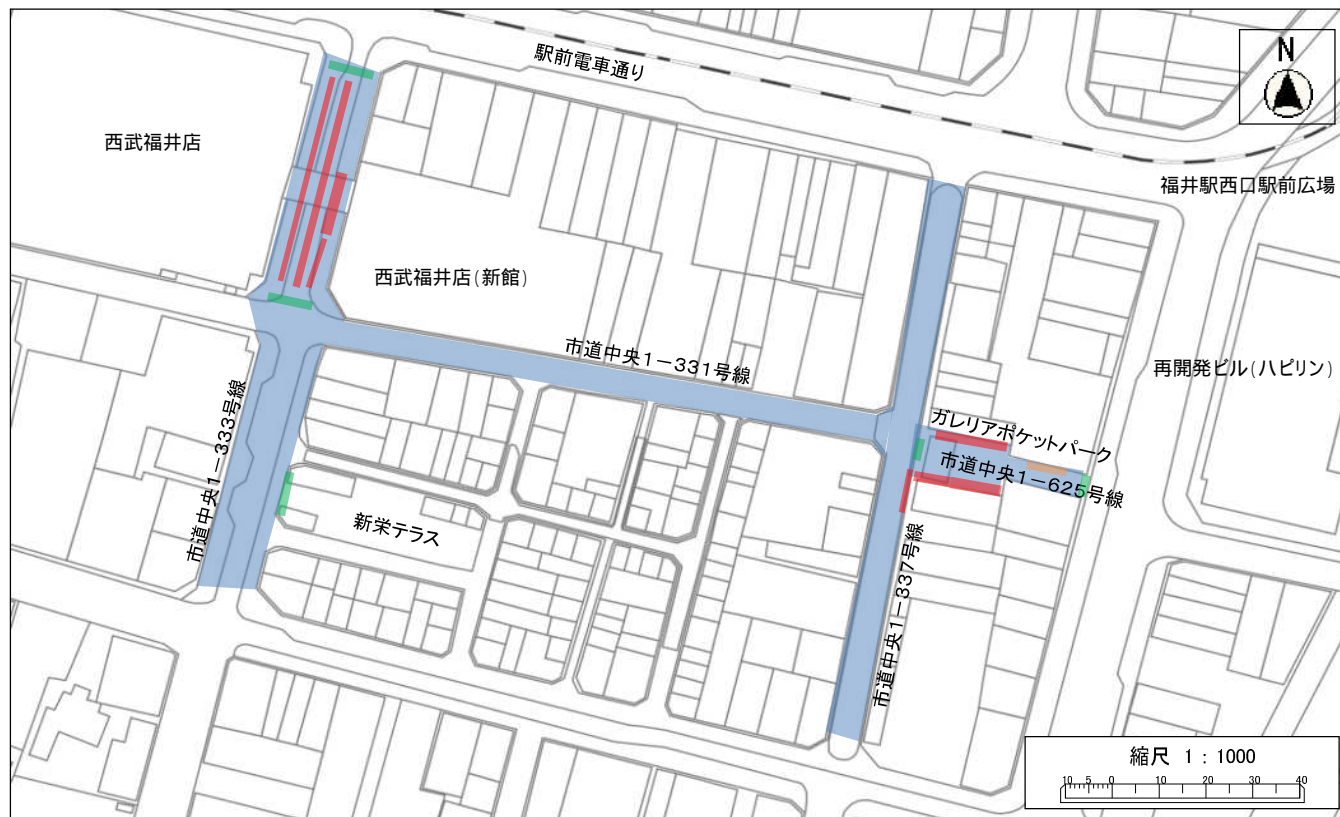 駅前電車通り
N
西武福井店
福井駅西口駅前広場
西武福井店(新館)
市道中央1-331号線
再開発ビル(ハピリン)
市道中央1-333号線
ガレリアポケットパーク
市道中央1-625号線
新栄テラス
市道中央1-337号線
縮尺 1:1000
10 5 0 10 20 30 40